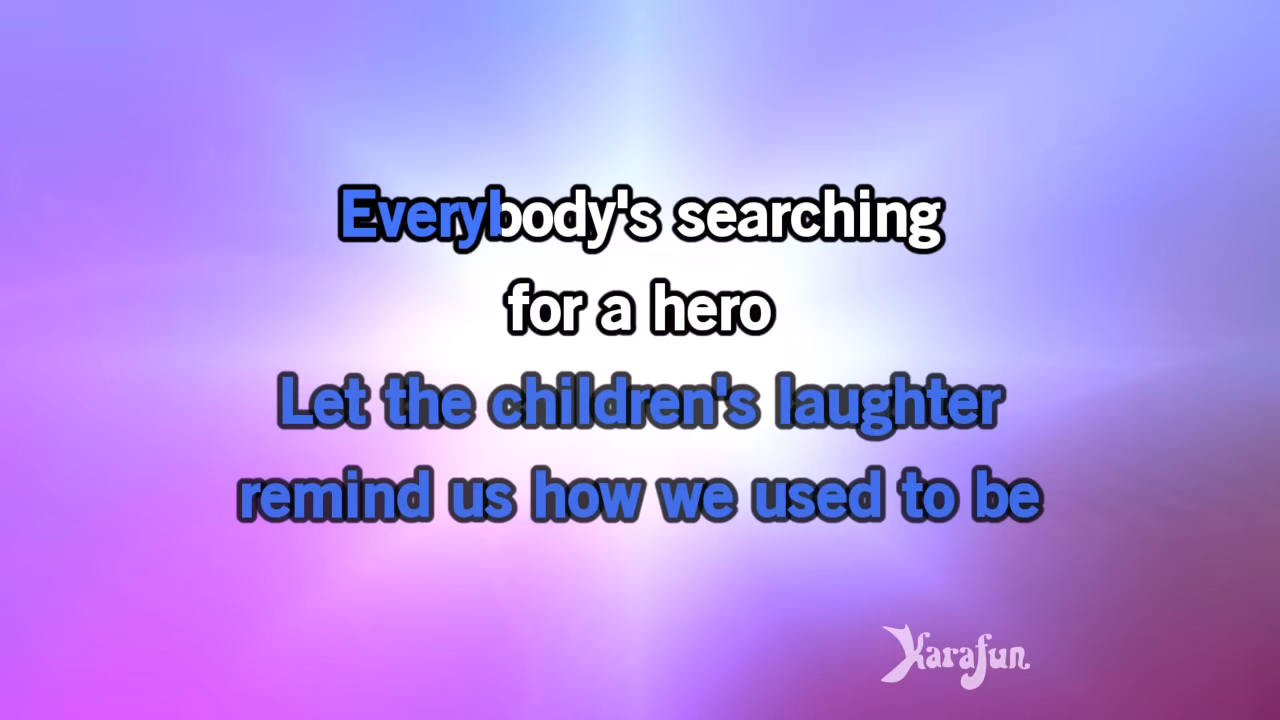 Everybody's searching
for a hero
Let the children's laughter
remind us how we used to be
Karafun